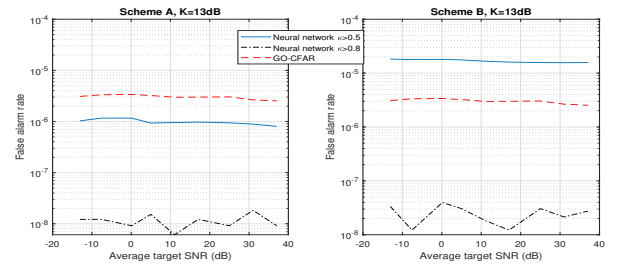 Scheme A, K=13dB
Scheme B, K=13dB
Neural network κ>0.5
Neural network κ>0.8
GO-CFAR
False alarm rate
10-4
10-5
10-6
10-7
10-8
-20 -10 0 10 20 30 40
Average target SNR (dB)
False alarm rate
10-4
10-5
10-6
10-7
10-8
-20 -10 0 10 20 30 40
Average target SNR (dB)